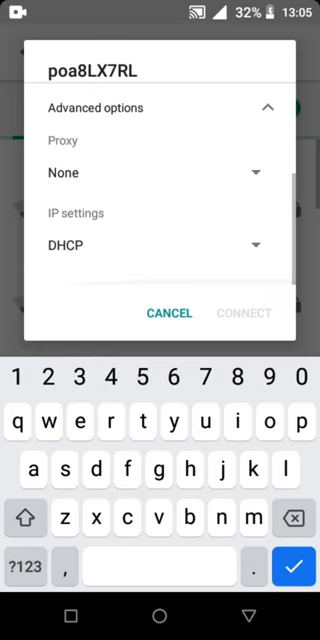 32% 13:05
poa8LX7RL
Advanced options
Proxy
None
IP settings
DHCP
CANCEL CONNECT
1 2 3 4 5 6 7 8 9 0
q w e r t y u i o p
a s d f g h j k l
z x c v b n m
?123 , .